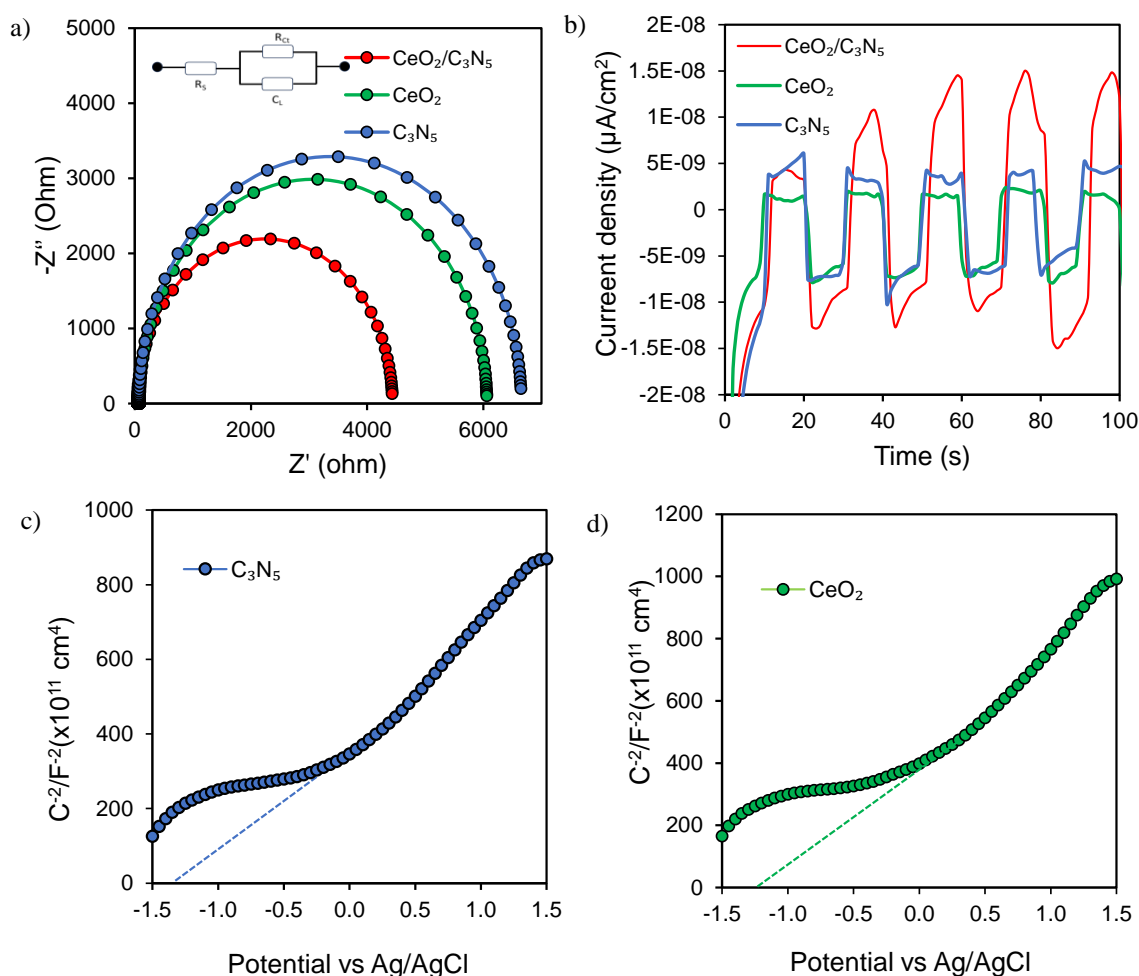 a)
5000
4000
3000
2000
1000
0
-Z″ (Ohm)
R_S
R_Ct
C_L
CeO₂/C₃N₅
CeO₂
C₃N₅
0 2000 4000 6000
Z' (ohm)
b)
2E-08
1.5E-08
1E-08
5E-09
0
-5E-09
-1E-08
-1.5E-08
-2E-08
Curreent density (µA/cm²)
CeO₂/C₃N₅
CeO₂
C₃N₅
0 20 40 60 80 100
Time (s)
c)
1000
800
600
400
200
0
C⁻²/F⁻²(x10¹¹ cm⁴)
C₃N₅
-1.5 -1.0 -0.5 0.0 0.5 1.0 1.5
Potential vs Ag/AgCl
d)
1200
1000
800
600
400
200
0
C⁻²/F⁻²(x10¹¹ cm⁴)
CeO₂
-1.5 -1.0 -0.5 0.0 0.5 1.0 1.5
Potential vs Ag/AgCl